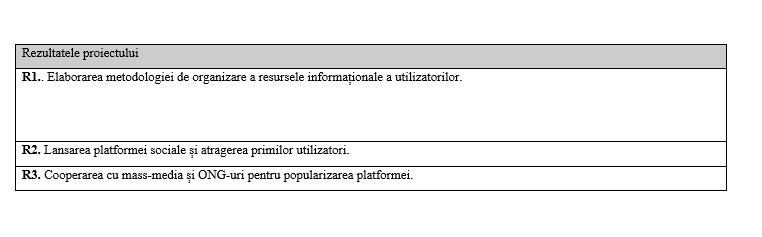 Rezultatele proiectului
R1.. Elaborarea metodologiei de organizare a resursele informaționale a utilizatorilor.
R2. Lansarea platformei sociale și atragerea primilor utilizatori.
R3. Cooperarea cu mass-media și ONG-uri pentru popularizarea platformei.